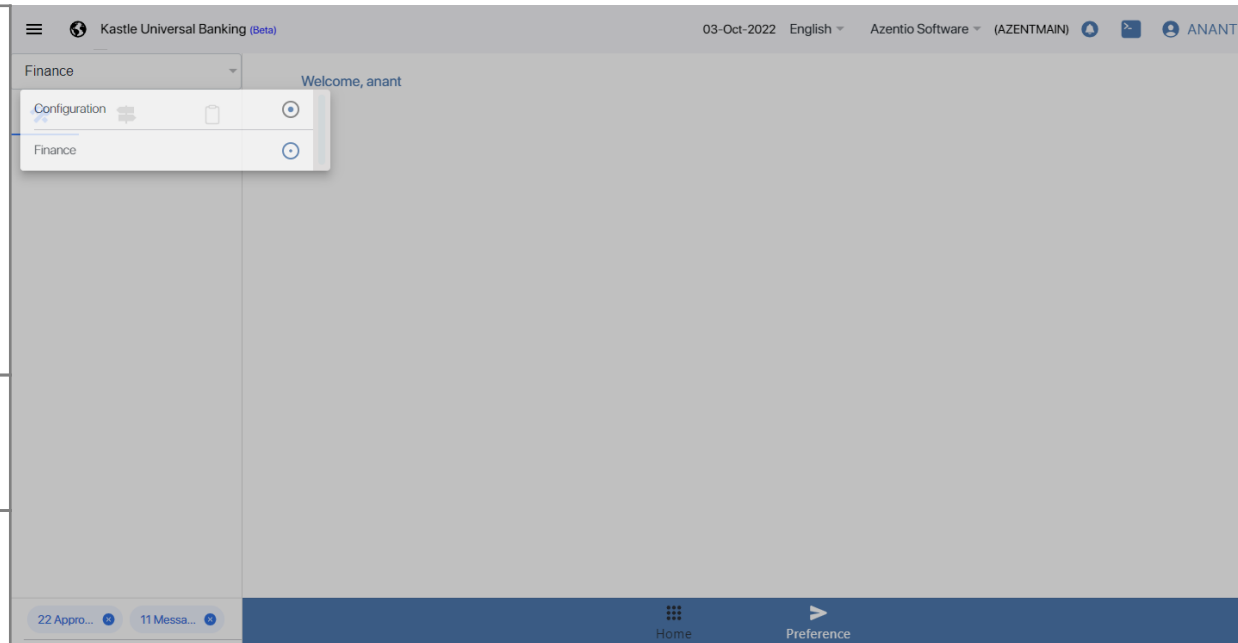 Kastle Universal Banking (Beta)
03-Oct-2022 English Azentio Software (AZENTMAIN) ANANT
Finance
Welcome, anant
Configuration
Finance
22 Appro... 11 Messa...
Home Preference